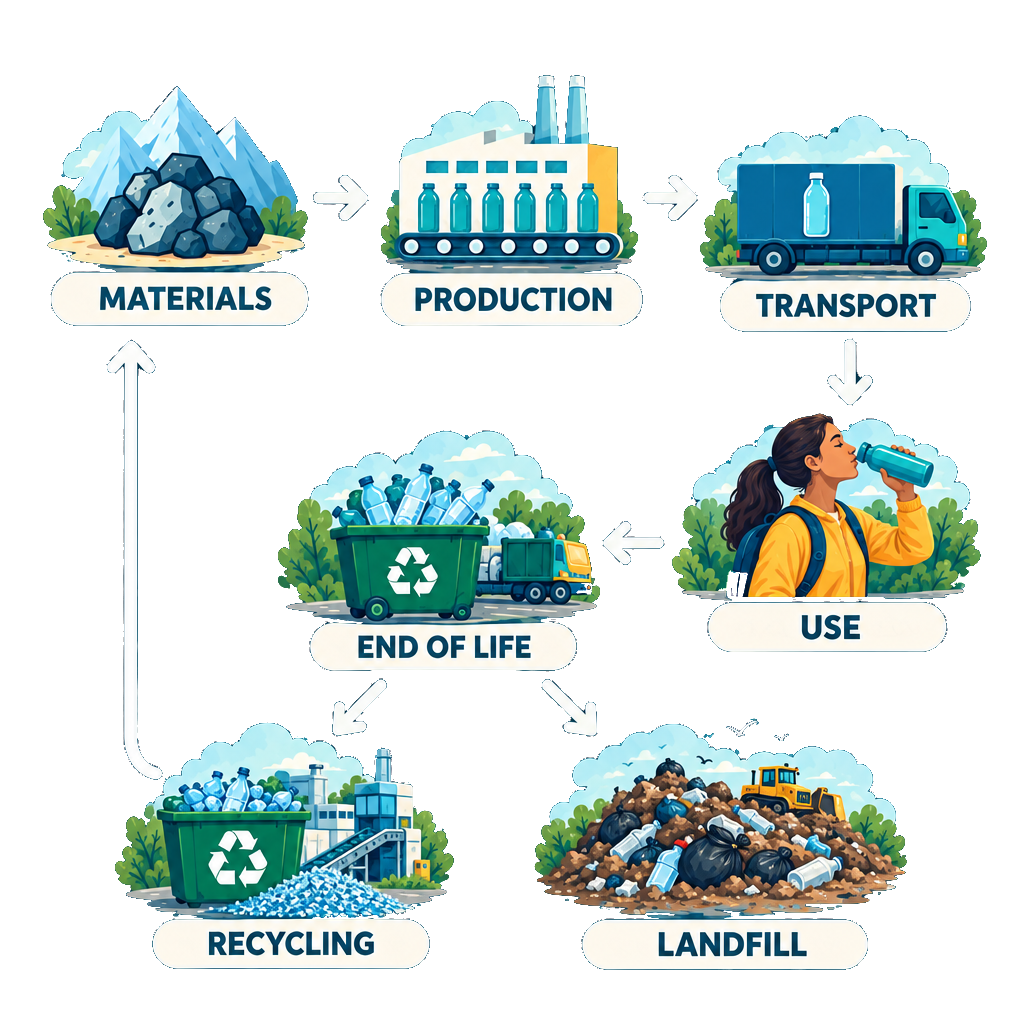 MATERIALS
PRODUCTION
TRANSPORT
USE
END OF LIFE
RECYCLING
LANDFILL